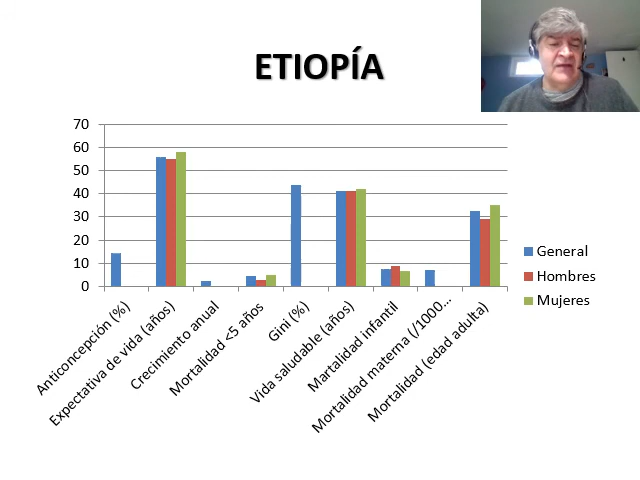 ETIOPÍA
70
60
50
40
30
20
10
0
General
Hombres
Mujeres
Anticoncepción (%)
Expectativa de vida (años)
Crecimiento anual
Mortalidad <5 años
Gini (%)
Vida saludable (años)
Martalidad infantil
Mortalidad materna (/1000...
Mortalidad (edad adulta)